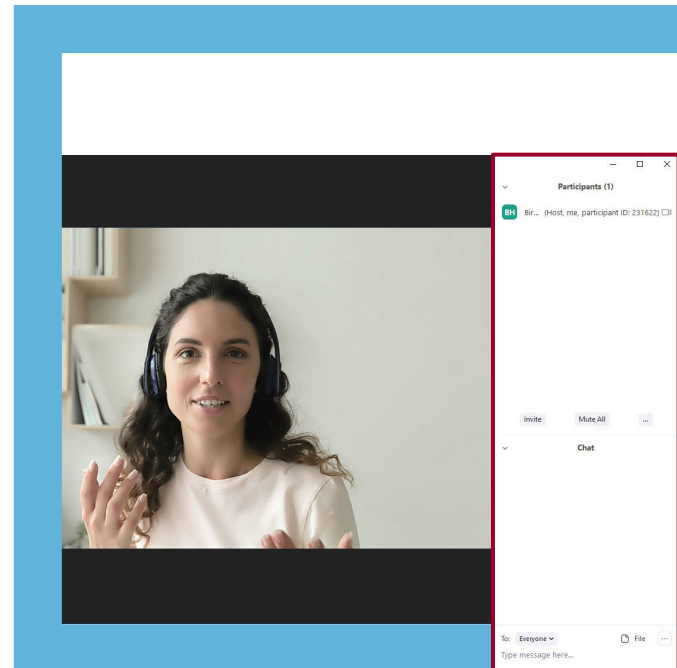 Participants (1)
BH Bir... (Host, me, participant ID: 231622)
Invite Mute All ...
Chat
To: Everyone File ...
Type message here...